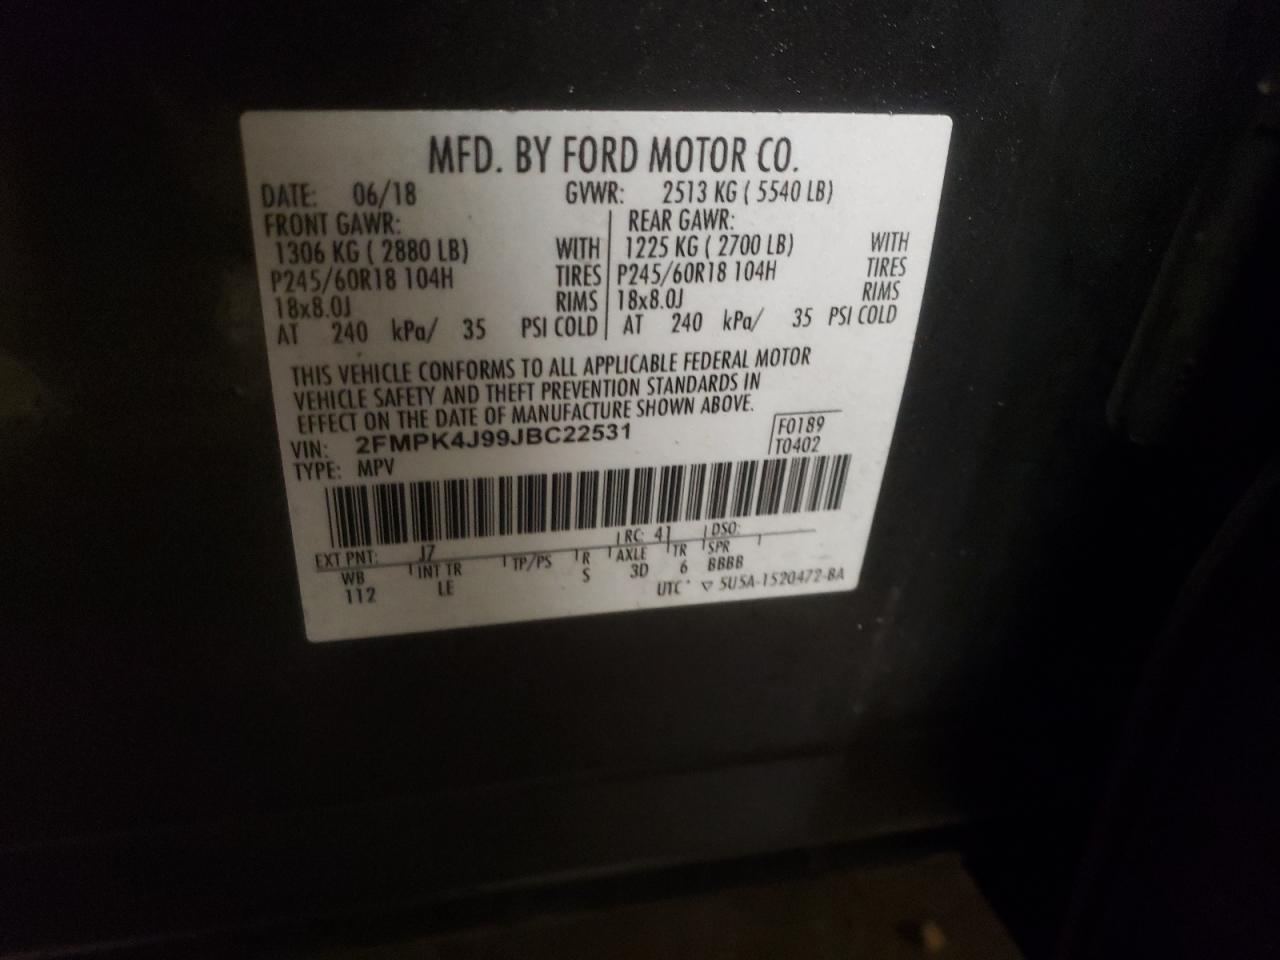 MFD. BY FORD MOTOR CO.
DATE: 06/18 GVWR: 2513 KG ( 5540 LB)
FRONT GAWR: REAR GAWR:
1306 KG ( 2880 LB) WITH 1225 KG ( 2700 LB) WITH
P245/60R18 104H TIRES P245/60R18 104H TIRES
18x8.0J RIMS 18x8.0J RIMS
AT 240 kPa/ 35 PSI COLD AT 240 kPa/ 35 PSI COLD
THIS VEHICLE CONFORMS TO ALL APPLICABLE FEDERAL MOTOR
VEHICLE SAFETY AND THEFT PREVENTION STANDARDS IN
EFFECT ON THE DATE OF MANUFACTURE SHOWN ABOVE.
VIN: 2FMPK4J99JBC22531 F0189
TYPE: MPV T0402
EXT PNT: J7 RC: 41 DSO:
WB INT TR TP/PS R AXLE TR SPR
112 LE S 3D 6 BBBB
UTC ▽ 5U5A-1520472-BA